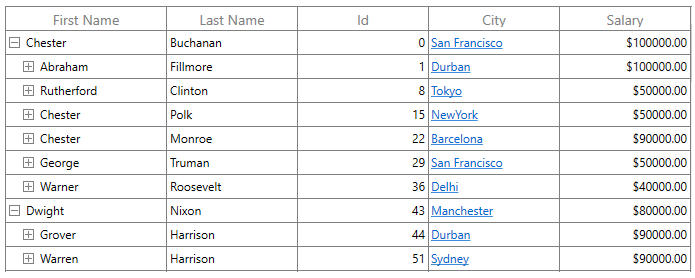 First Name Last Name Id City Salary
Chester Buchanan 0 San Francisco $100000.00
Abraham Fillmore 1 Durban $100000.00
Rutherford Clinton 8 Tokyo $50000.00
Chester Polk 15 NewYork $50000.00
Chester Monroe 22 Barcelona $90000.00
George Truman 29 San Francisco $50000.00
Warner Roosevelt 36 Delhi $40000.00
Dwight Nixon 43 Manchester $80000.00
Grover Harrison 44 Durban $90000.00
Warren Harrison 51 Sydney $90000.00